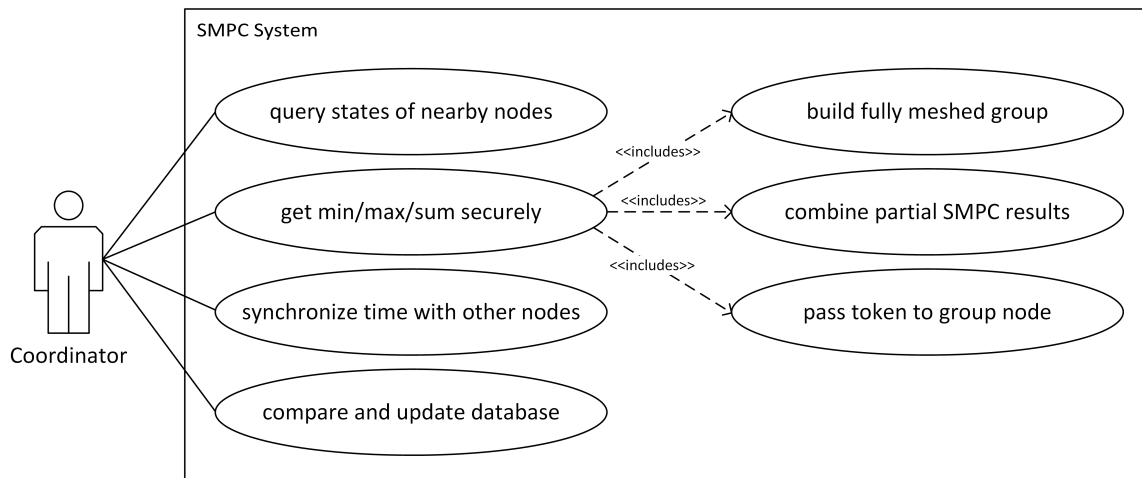 SMPC System
query states of nearby nodes
build fully meshed group
<<includes>>
get min/max/sum securely
<<includes>>
combine partial SMPC results
<<includes>>
synchronize time with other nodes
pass token to group node
Coordinator
compare and update database